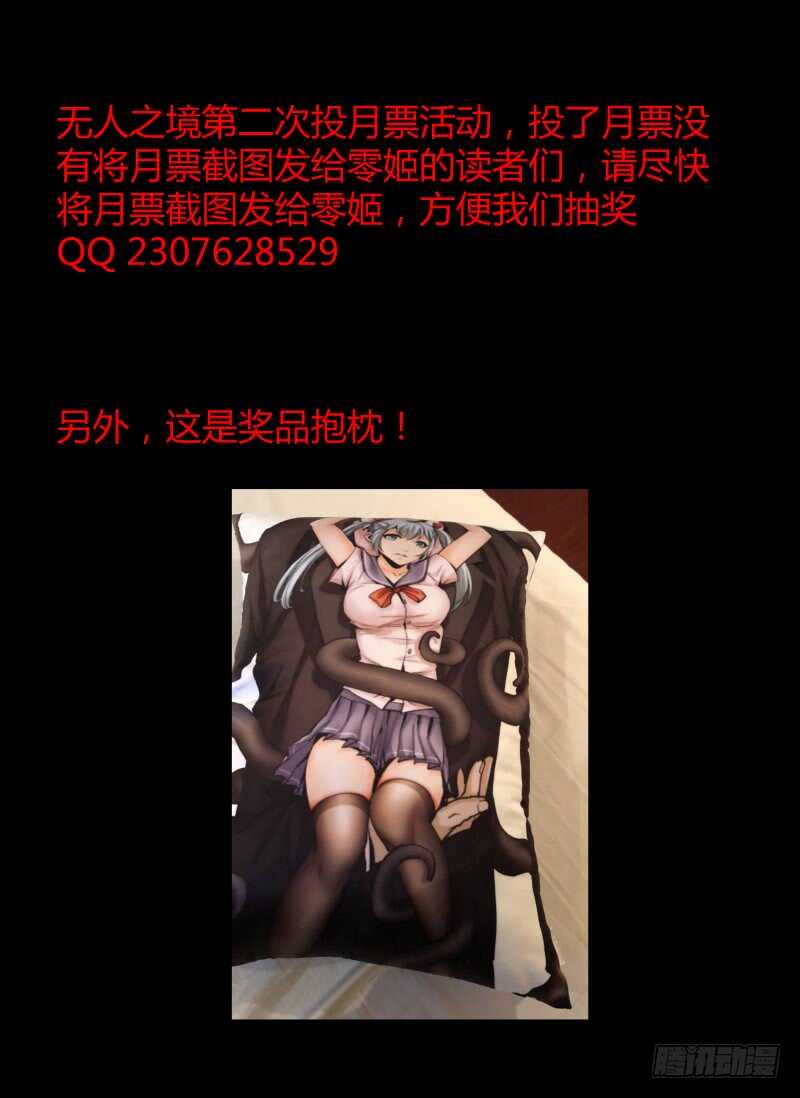 无人之境第二次投月票活动，投了月票没
有将月票截图发给零姬的读者们，请尽快
将月票截图发给零姬，方便我们抽奖
QQ 2307628529
另外，这是奖品抱枕！
腾讯动漫